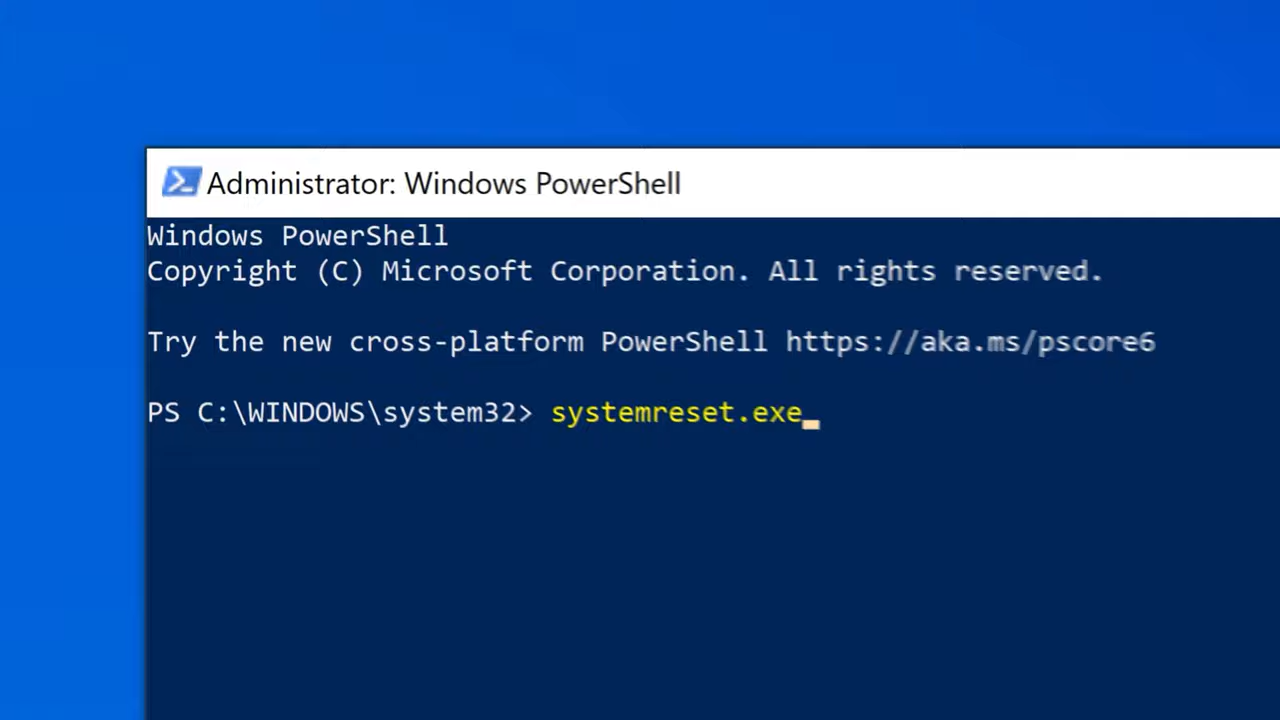 Administrator: Windows PowerShell
Windows PowerShell
Copyright (C) Microsoft Corporation. All rights reserved.
Try the new cross-platform PowerShell https://aka.ms/pscore6
PS C:\WINDOWS\system32> systemreset.exe